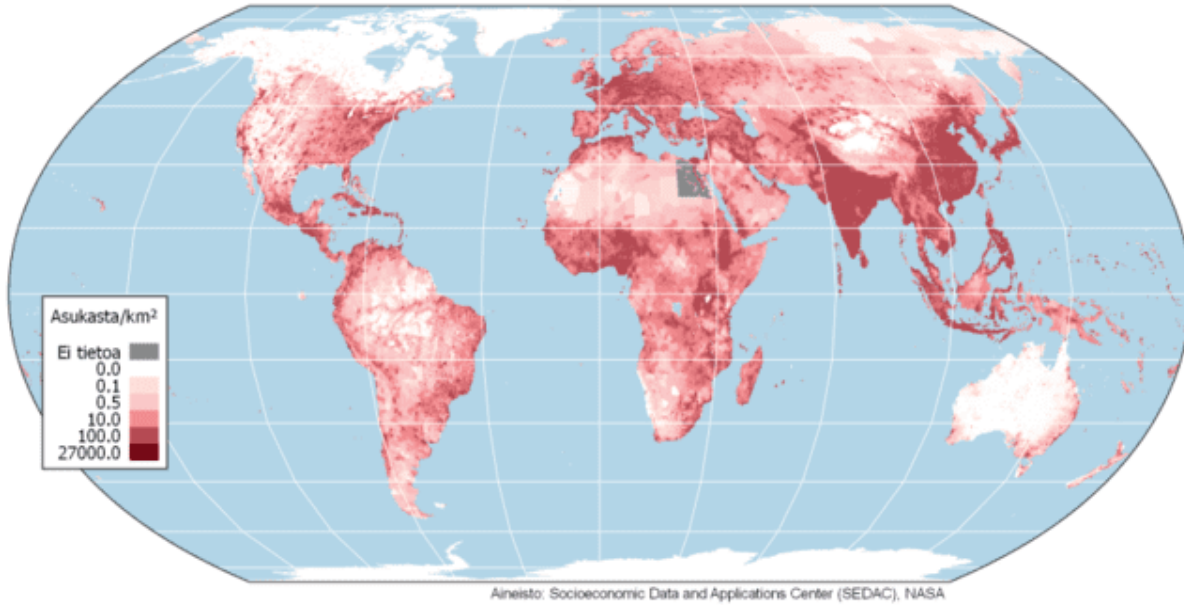 Asukasta/km²
Ei tietoa
0.0
0.1
0.5
10.0
100.0
27000.0
Aineisto: Socioeconomic Data and Applications Center (SEDAC), NASA